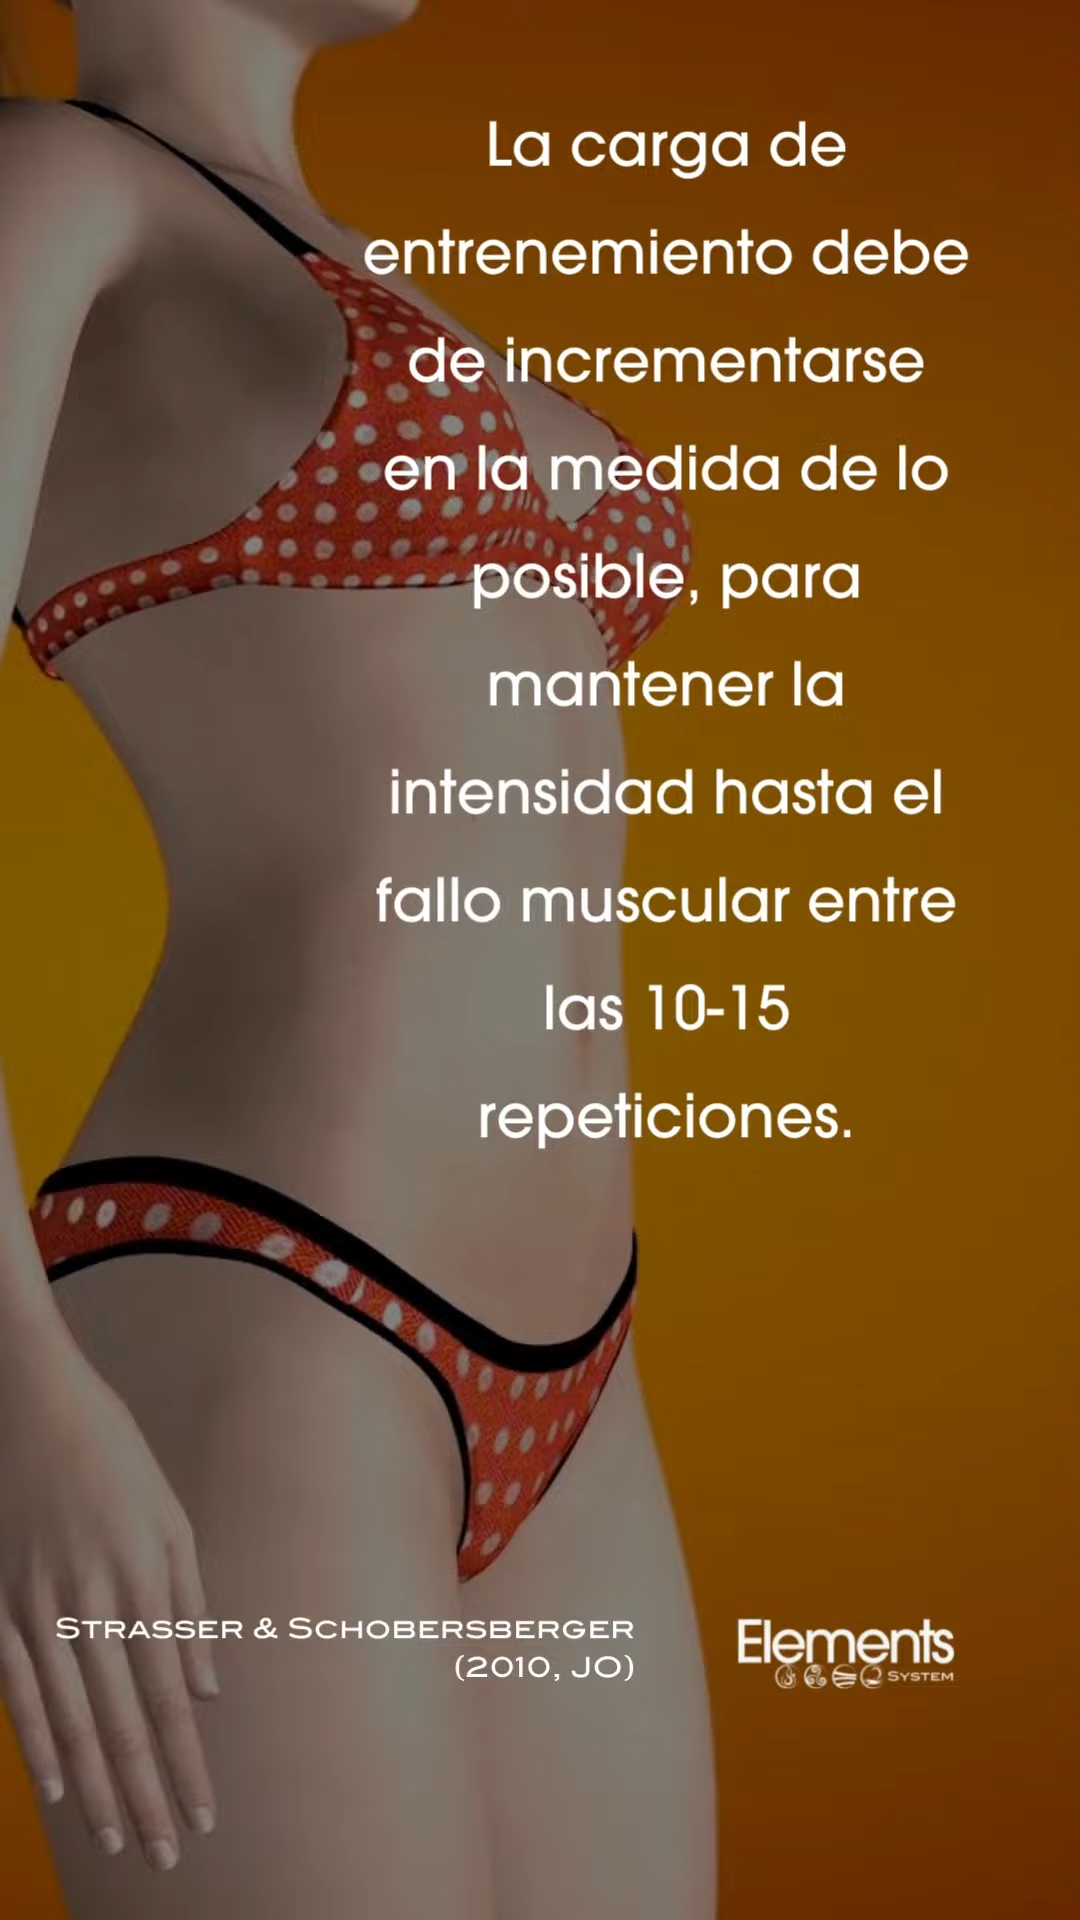 La carga de
entrenemiento debe
de incrementarse
en la medida de lo
posible, para
mantener la
intensidad hasta el
fallo muscular entre
las 10-15
repeticiones.
STRASSER & SCHOBERSBERGER
(2010, JO)
Elements
SYSTEM